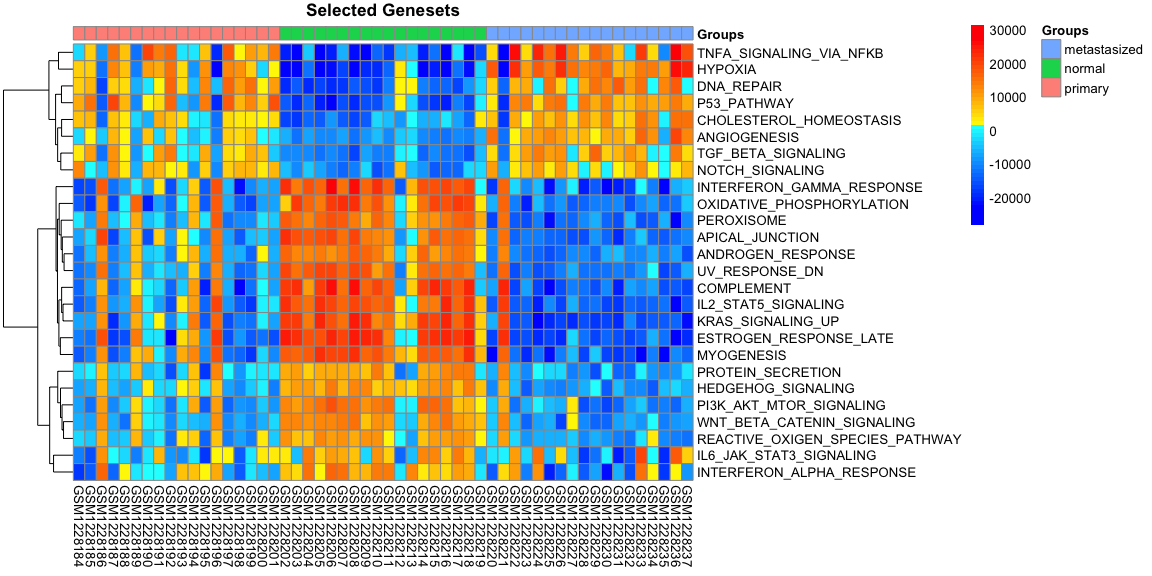 Selected Genesets
Groups
TNFA_SIGNALING_VIA_NFKB
HYPOXIA
DNA_REPAIR
P53_PATHWAY
CHOLESTEROL_HOMEOSTASIS
ANGIOGENESIS
TGF_BETA_SIGNALING
NOTCH_SIGNALING
INTERFERON_GAMMA_RESPONSE
OXIDATIVE_PHOSPHORYLATION
PEROXISOME
APICAL_JUNCTION
ANDROGEN_RESPONSE
UV_RESPONSE_DN
COMPLEMENT
IL2_STAT5_SIGNALING
KRAS_SIGNALING_UP
ESTROGEN_RESPONSE_LATE
MYOGENESIS
PROTEIN_SECRETION
HEDGEHOG_SIGNALING
PI3K_AKT_MTOR_SIGNALING
WNT_BETA_CATENIN_SIGNALING
REACTIVE_OXIGEN_SPECIES_PATHWAY
IL6_JAK_STAT3_SIGNALING
INTERFERON_ALPHA_RESPONSE
GSM1228184
GSM1228185
GSM1228186
GSM1228187
GSM1228188
GSM1228189
GSM1228190
GSM1228191
GSM1228192
GSM1228193
GSM1228194
GSM1228195
GSM1228196
GSM1228197
GSM1228198
GSM1228199
GSM1228200
GSM1228201
GSM1228202
GSM1228203
GSM1228204
GSM1228205
GSM1228206
GSM1228207
GSM1228208
GSM1228209
GSM1228210
GSM1228211
GSM1228212
GSM1228213
GSM1228214
GSM1228215
GSM1228216
GSM1228217
GSM1228218
GSM1228219
GSM1228220
GSM1228221
GSM1228222
GSM1228223
GSM1228224
GSM1228225
GSM1228226
GSM1228227
GSM1228228
GSM1228229
GSM1228230
GSM1228231
GSM1228232
GSM1228233
GSM1228234
GSM1228235
GSM1228236
GSM1228237
30000
20000
10000
0
-10000
-20000
Groups
metastasized
normal
primary